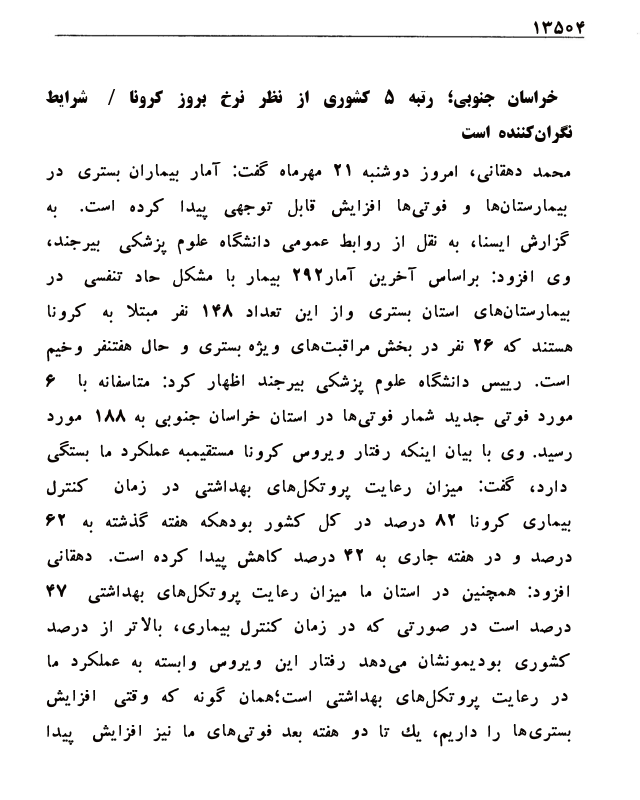 ۱۳۵۰۴
خراسان جنوبی؛ رتبه ۵ کشوری از نظر نرخ بروز کرونا / شرایط
نگران‌کننده است
محمد دهقانی، امروز دوشنبه ۲۱ مهرماه گفت: آمار بیماران بستری در
بیمارستان‌ها و فوتی‌ها افزایش قابل توجهی پیدا کرده است. به
گزارش ایسنا، به نقل از روابط عمومی دانشگاه علوم پزشکی بیرجند،
وی افزود: براساس آخرین آمار۲۹۲ بیمار با مشکل حاد تنفسی در
بیمارستان‌های استان بستری واز این تعداد ۱۴۸ نفر مبتلا به کرونا
هستند که ۲۶ نفر در بخش مراقبت‌های ویژه بستری و حال هفتنفر وخیم
است. رییس دانشگاه علوم پزشکی بیرجند اظهار کرد: متاسفانه با ۶
مورد فوتی جدید شمار فوتی‌ها در استان خراسان جنوبی به ۱۸۸ مورد
رسید. وی با بیان اینکه رفتار ویروس کرونا مستقیمبه عملکرد ما بستگی
دارد، گفت: میزان رعایت پروتکل‌های بهداشتی در زمان کنترل
بیماری کرونا ۸۲ درصد در کل کشور بودهکه هفته گذشته به ۶۲
درصد و در هفته جاری به ۴۲ درصد کاهش پیدا کرده است. دهقانی
افزود: همچنین در استان ما میزان رعایت پروتکل‌های بهداشتی ۴۷
درصد است در صورتی که در زمان کنترل بیماری، بالاتر از درصد
کشوری بودیمونشان می‌دهد رفتار این ویروس وابسته به عملکرد ما
در رعایت پروتکل‌های بهداشتی است؛همان گونه که وقتی افزایش
بستری‌ها را داریم، یك تا دو هفته بعد فوتی‌های ما نیز افزایش پیدا